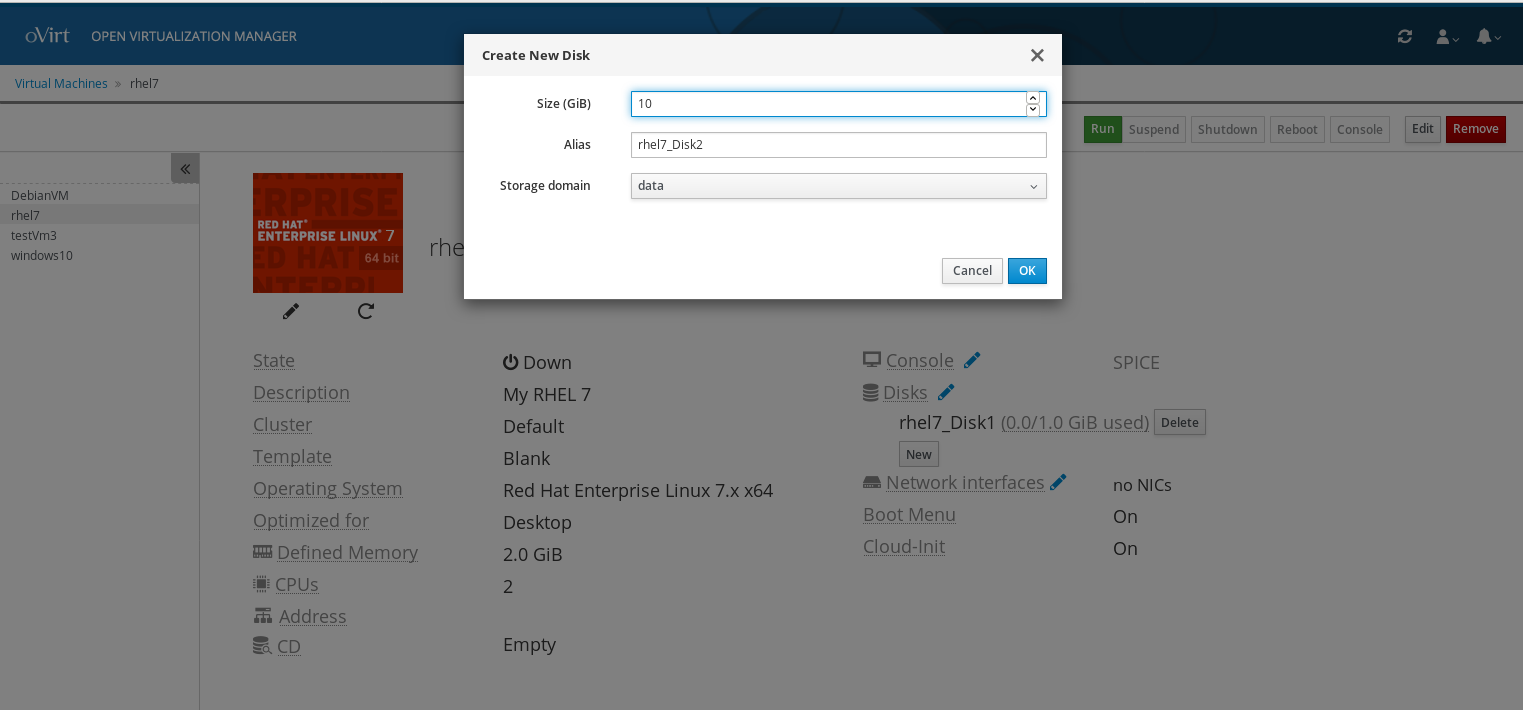 oVirt OPEN VIRTUALIZATION MANAGER
Virtual Machines » rhel7
Create New Disk
Size (GiB) 10
Alias rhel7_Disk2
Storage domain data
Cancel OK
Run Suspend Shutdown Reboot Console Edit Remove
DebianVM
rhel7
testVm3
windows10
RED HAT®
ENTERPRISE LINUX® 7
64 bit
rhe
State Down
Description My RHEL 7
Cluster Default
Template Blank
Operating System Red Hat Enterprise Linux 7.x x64
Optimized for Desktop
Defined Memory 2.0 GiB
CPUs 2
Address
CD Empty
Console SPICE
Disks
rhel7_Disk1 (0.0/1.0 GiB used) Delete
New
Network interfaces no NICs
Boot Menu On
Cloud-Init On